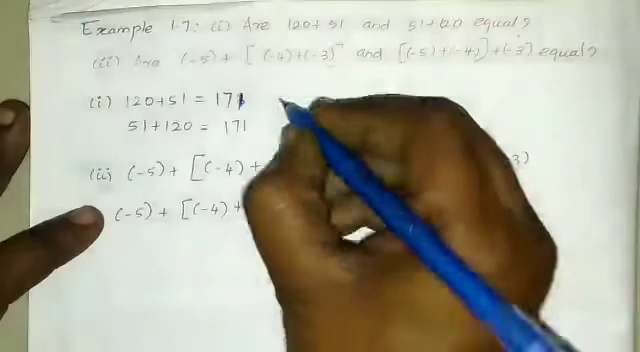 Example 1.7: (i) Are 120+51 and 51+120 equal?
(ii) Are (-5)+[(-4)+(-3)] and [(-5)+(-4)]+(-3) equal?
(i) 120+51 = 171
51+120 = 171
(ii) (-5)+[(-4)+ 3)
(-5)+[(-4)+